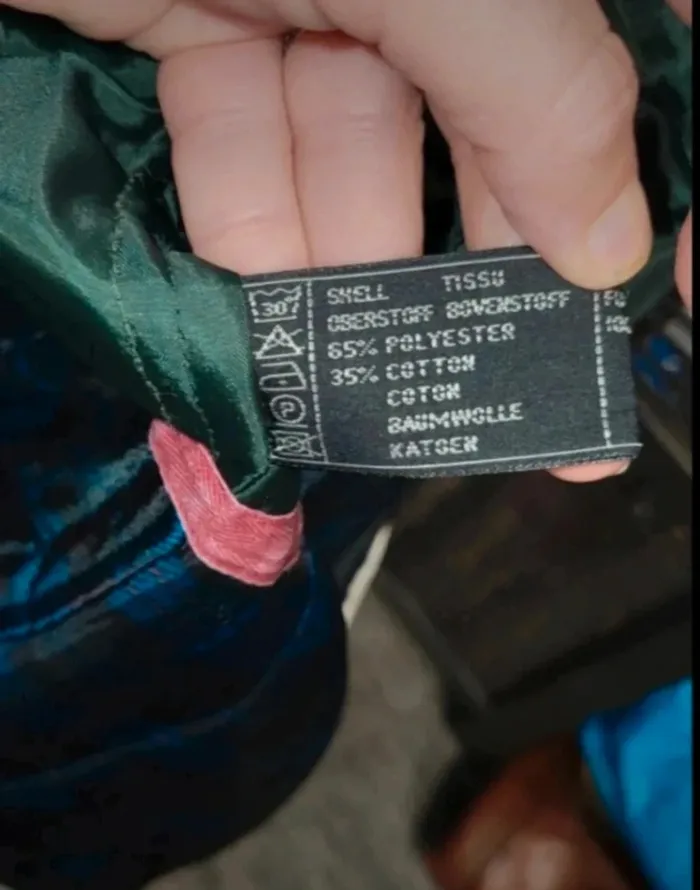 30°
SHELL TISSU
OBERSTOFF BOVENSTOFF
65% POLYESTER
35% COTTON
COTON
BAUMWOLLE
KATOEN